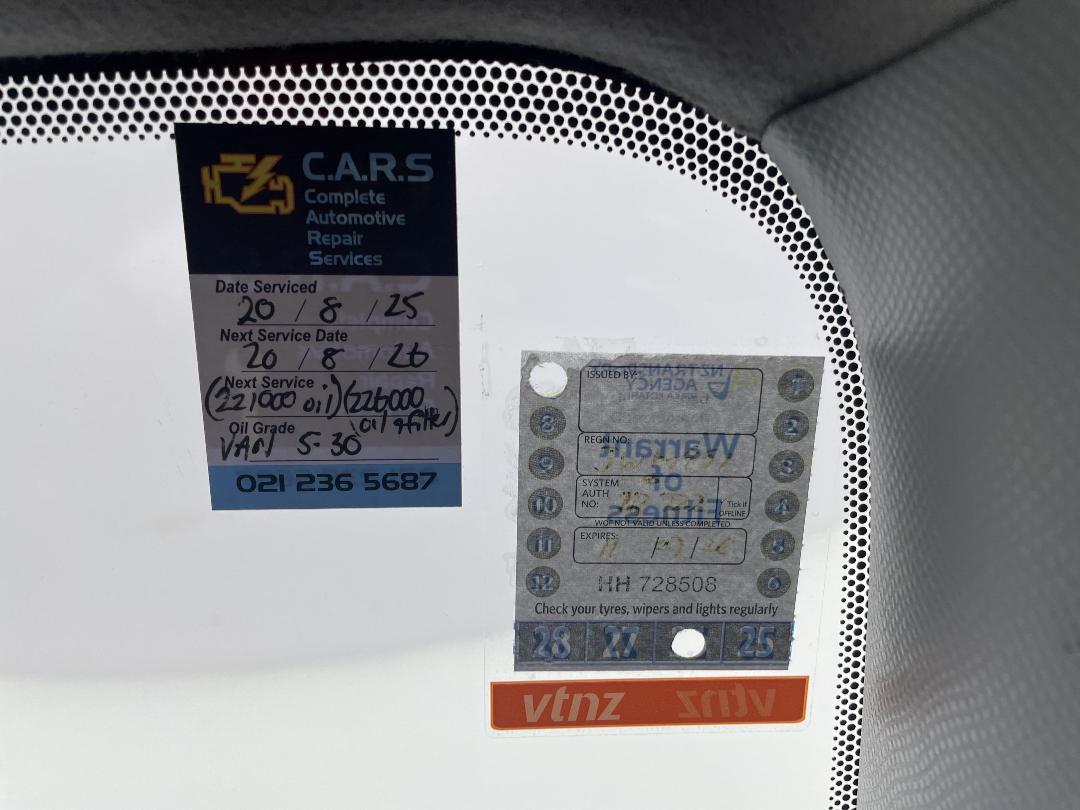 C.A.R.S
Complete
Automotive
Repair
Services
Date Serviced
20 / 8 / 25
Next Service Date
20 / 8 / 26
Next Service
(221000 oil) (226000
oil + filter)
Oil Grade
VAN 5-30
021 236 5687
ISSUED BY:
NZ TRANSPORT
AGENCY
WAKA KOTAHI
REGN NO:
Warrant
of
Fitness
SYSTEM
AUTH
NO:
Tick if
OFFLINE
WOF NOT VALID UNLESS COMPLETED
EXPIRES:
HH 728508
Check your tyres, wipers and lights regularly
1
8 2
9 3
10 4
11 5
12 6
28 27 25
vtnz vtnz